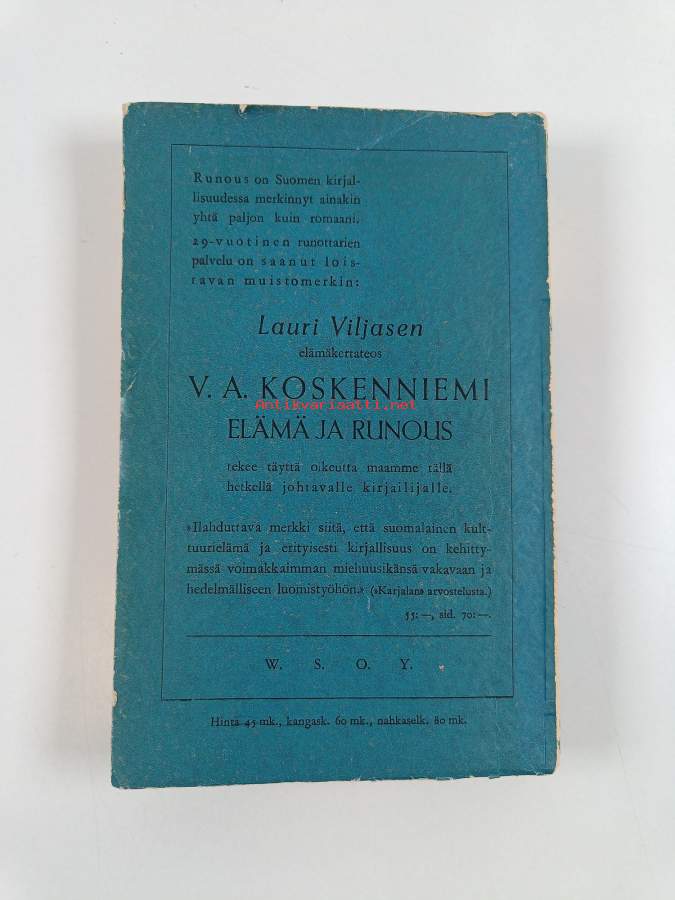 Runous on Suomen kirjal-
lisuudessa merkinnyt ainakin
yhtä paljon kuin romaani.
29-vuotinen runottarien
palvelu on saanut lois-
tavan muistomerkin:
Lauri Viljasen
elämäkertateos
V. A. KOSKENNIEMI
Antikvariaatti.net
ELÄMÄ JA RUNOUS
tekee täyttä oikeutta maamme tällä
hetkellä johtavalle kirjailijalle.
»Ilahduttava merkki siitä, että suomalainen kult-
tuurielämä ja erityisesti kirjallisuus on kehitty-
mässä voimakkaimman miehuusikänsä vakavaan ja
hedelmälliseen luomistyöhön.» (»Karjalan» arvostelusta.)
55: —, sid. 70: —.
W. S. O. Y.
Hinta 45 mk., kangask. 60 mk., nahkaselk. 80 mk.